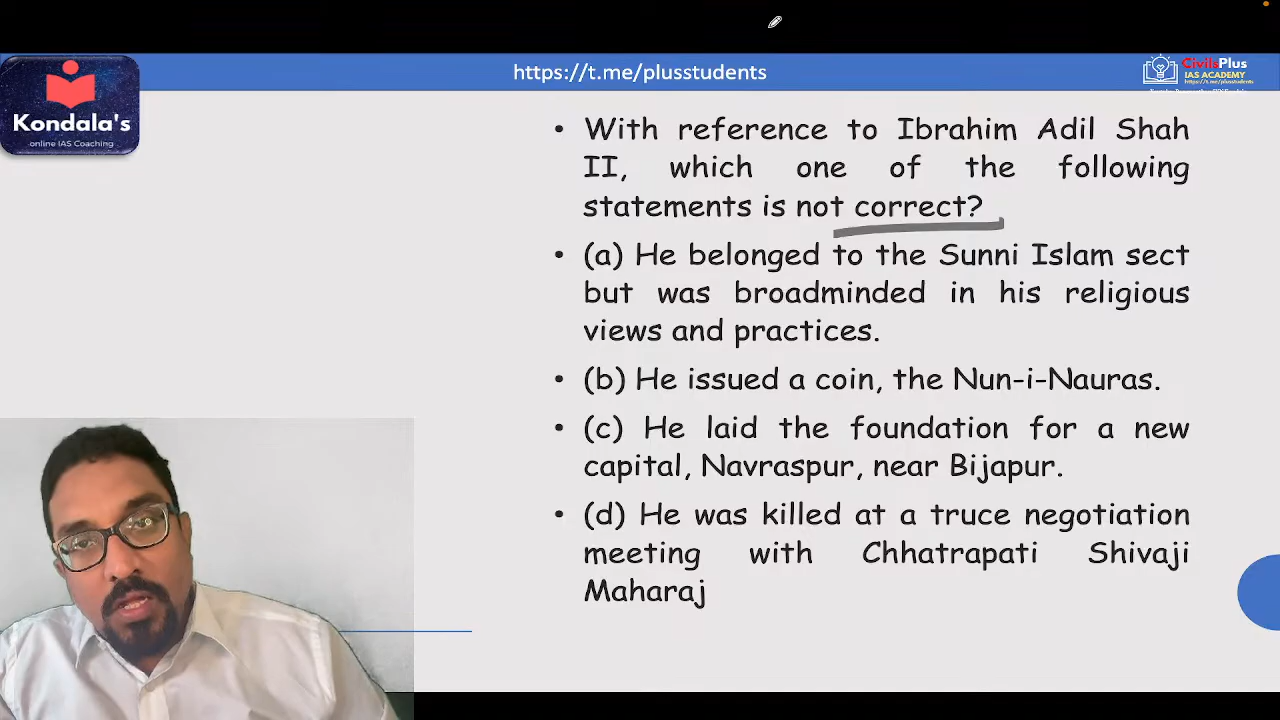 https://t.me/plusstudents
CivilsPlus
IAS ACADEMY
https://t.me/plusstudents
Kondala's
online IAS Coaching
• With reference to Ibrahim Adil Shah
II, which one of the following
statements is not correct?
• (a) He belonged to the Sunni Islam sect
but was broadminded in his religious
views and practices.
• (b) He issued a coin, the Nun-i-Nauras.
• (c) He laid the foundation for a new
capital, Navraspur, near Bijapur.
• (d) He was killed at a truce negotiation
meeting with Chhatrapati Shivaji
Maharaj